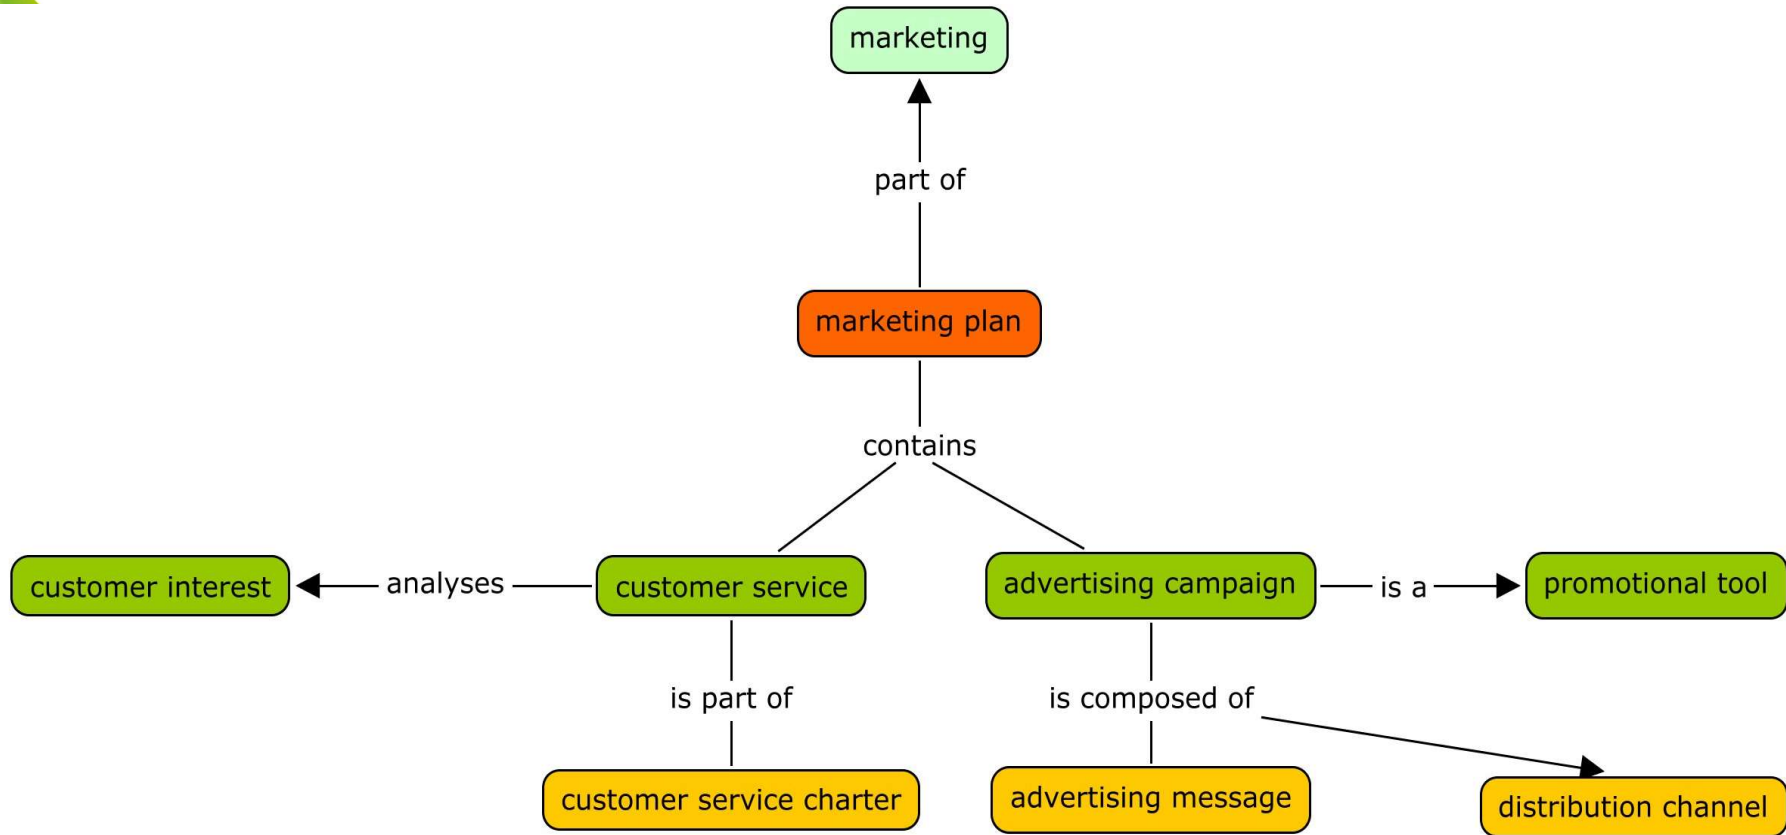 marketing
part of
marketing plan
contains
customer interest
analyses
customer service
advertising campaign
is a
promotional tool
is part of
is composed of
customer service charter
advertising message
distribution channel